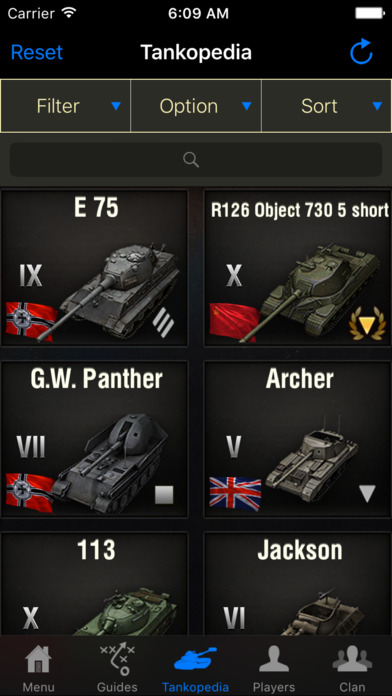 Carrier 6:09 AM
Reset Tankopedia
Filter Option Sort
E 75 R126 Object 730 5 short
IX X
G.W. Panther Archer
VII V
113 Jackson
X VI
Menu Guides Tankopedia Players Clan